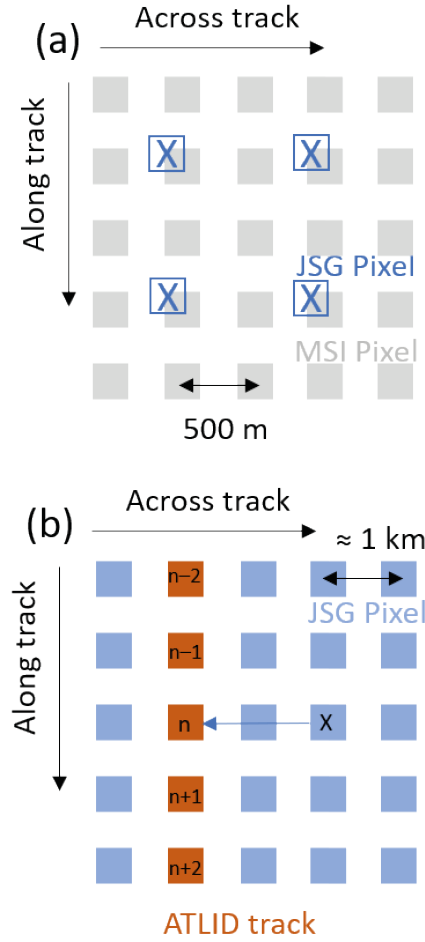 (a)
Across track
Along track
X X
JSG Pixel
X X
MSI Pixel
500 m
(b)
Across track
≈ 1 km
Along track
n–2
JSG Pixel
n–1
n X
n+1
n+2
ATLID track